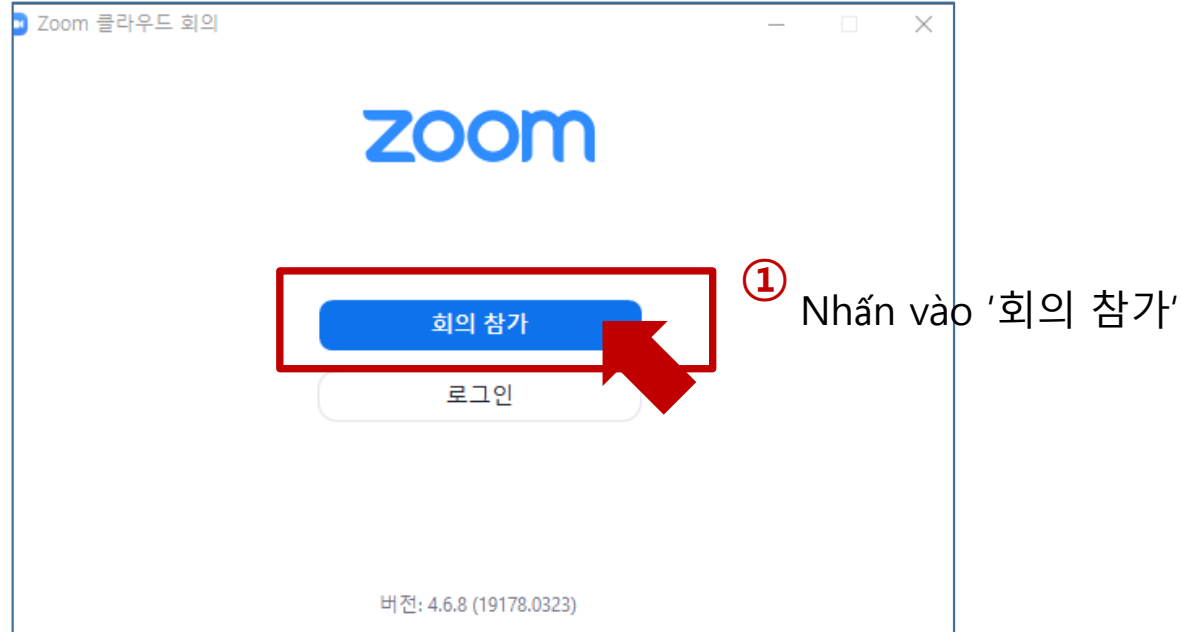 Zoom 클라우드 회의
zoom
회의 참가
①
Nhấn vào ‘회의 참가‘
로그인
버전: 4.6.8 (19178.0323)